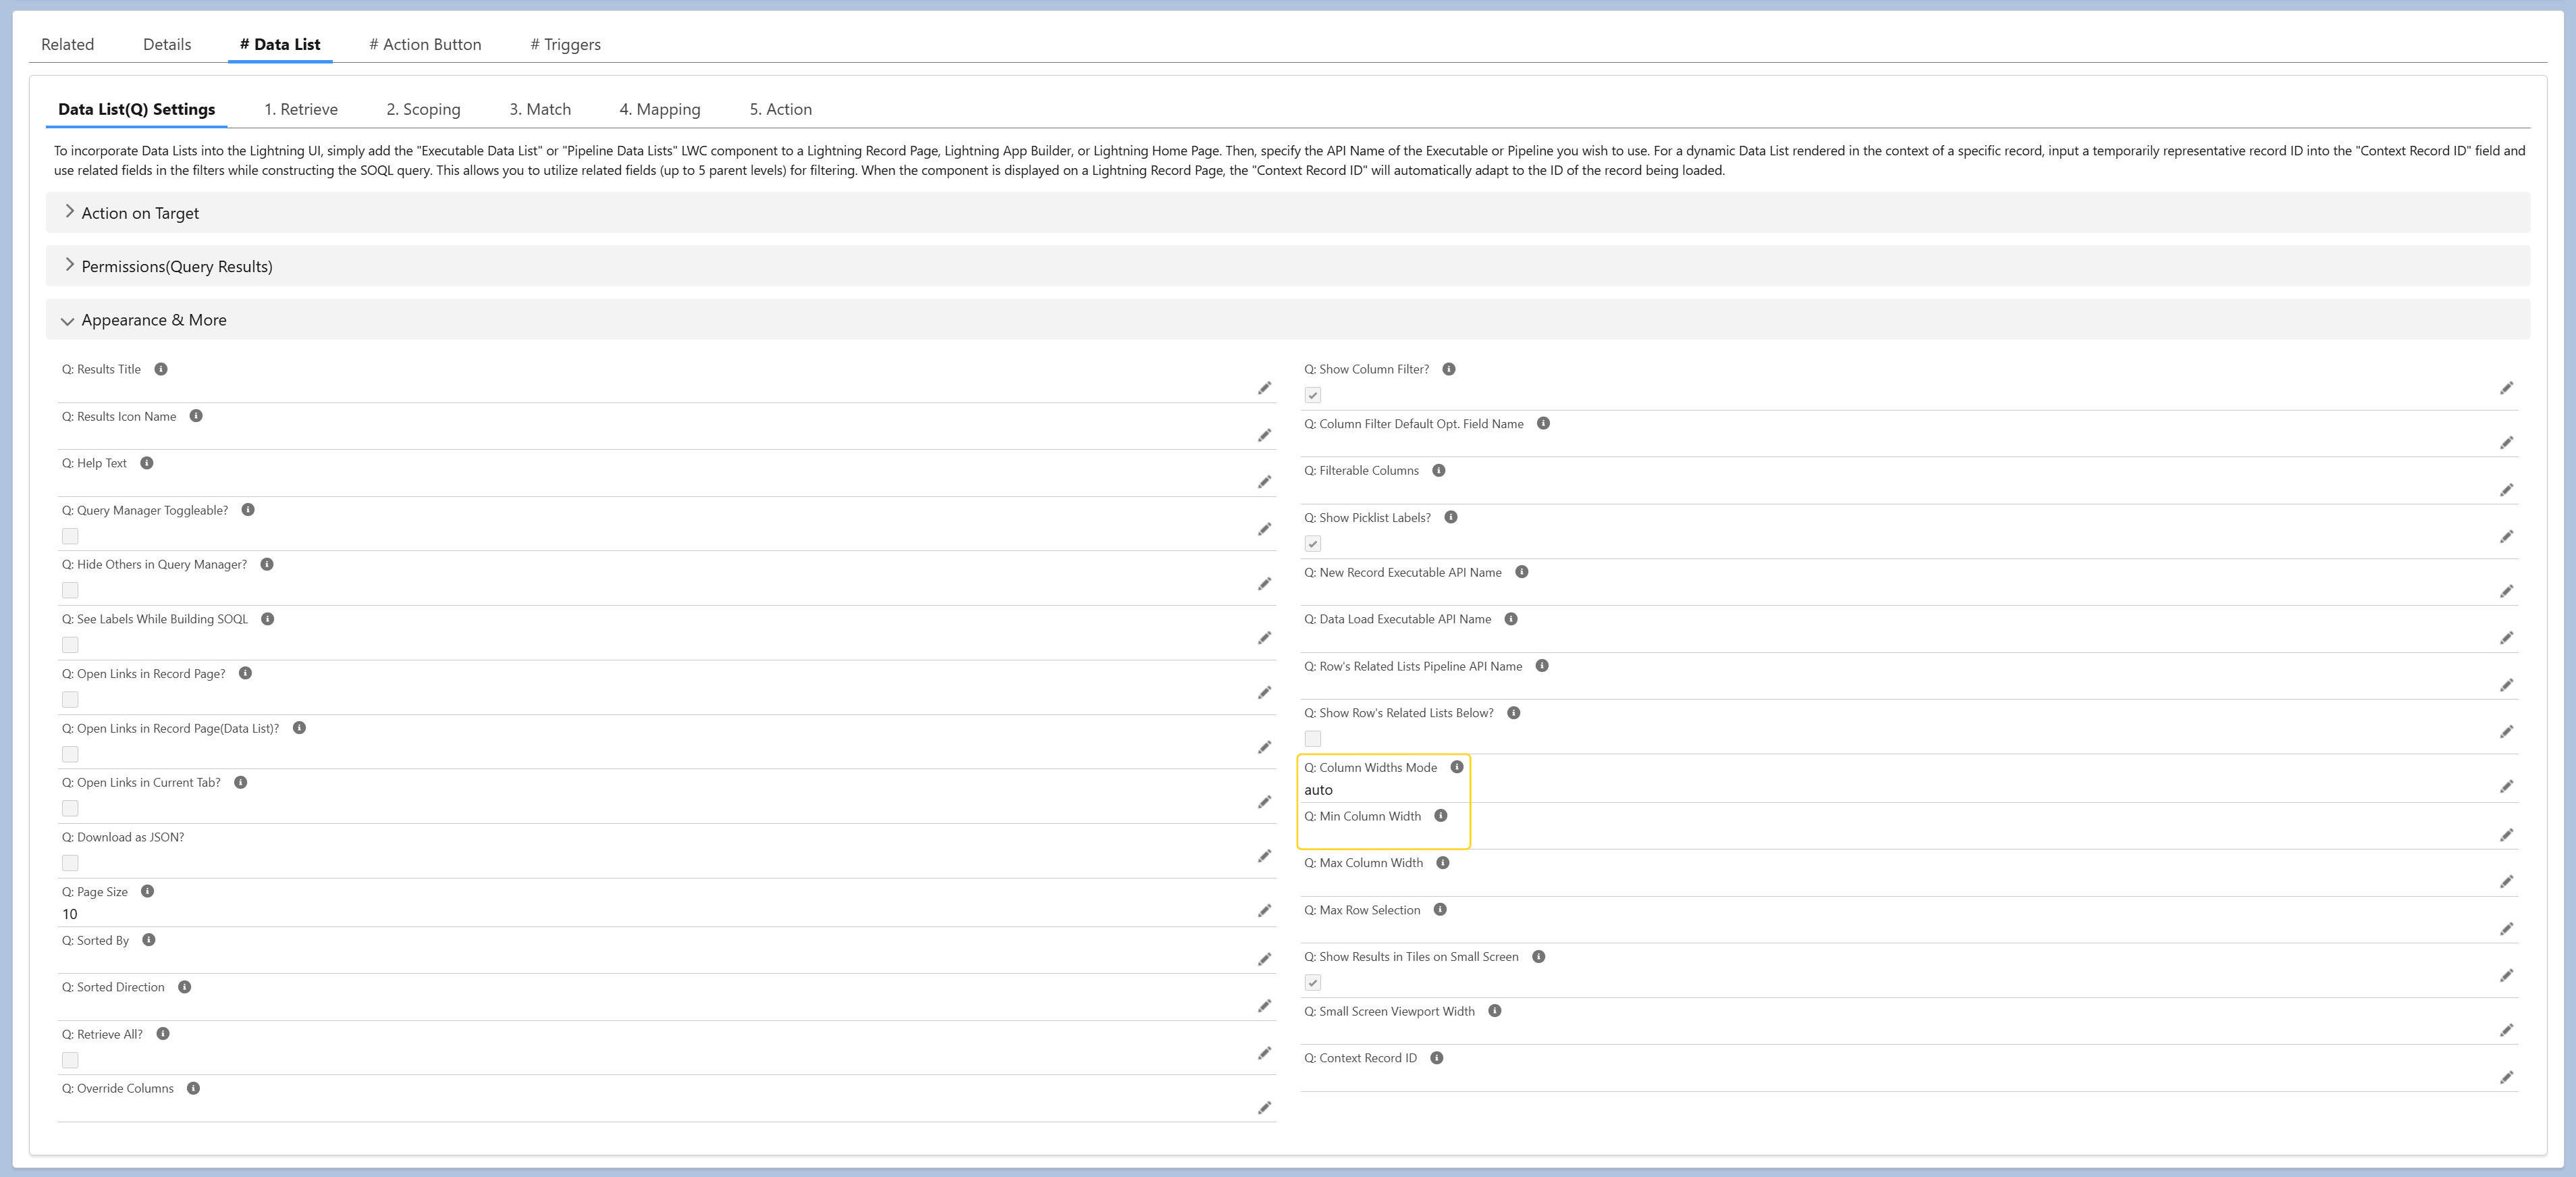 Related
Details
# Data List
# Action Button
# Triggers
Data List(Q) Settings
1. Retrieve
2. Scoping
3. Match
4. Mapping
5. Action
To incorporate Data Lists into the Lightning UI, simply add the "Executable Data List" or "Pipeline Data Lists" LWC component to a Lightning Record Page, Lightning App Builder, or Lightning Home Page. Then, specify the API Name of the Executable or Pipeline you wish to use. For a dynamic Data List rendered in the context of a specific record, input a temporarily representative record ID into the "Context Record ID" field and
use related fields in the filters while constructing the SOQL query. This allows you to utilize related fields (up to 5 parent levels) for filtering. When the component is displayed on a Lightning Record Page, the "Context Record ID" will automatically adapt to the ID of the record being loaded.
Action on Target
Permissions(Query Results)
Appearance & More
Q: Results Title
Q: Results Icon Name
Q: Help Text
Q: Query Manager Toggleable?
Q: Hide Others in Query Manager?
Q: See Labels While Building SOQL
Q: Open Links in Record Page?
Q: Open Links in Record Page(Data List)?
Q: Open Links in Current Tab?
Q: Download as JSON?
Q: Page Size
10
Q: Sorted By
Q: Sorted Direction
Q: Retrieve All?
Q: Override Columns
Q: Show Column Filter?
Q: Column Filter Default Opt. Field Name
Q: Filterable Columns
Q: Show Picklist Labels?
Q: New Record Executable API Name
Q: Data Load Executable API Name
Q: Row's Related Lists Pipeline API Name
Q: Show Row's Related Lists Below?
Q: Column Widths Mode
auto
Q: Min Column Width
Q: Max Column Width
Q: Max Row Selection
Q: Show Results in Tiles on Small Screen
Q: Small Screen Viewport Width
Q: Context Record ID